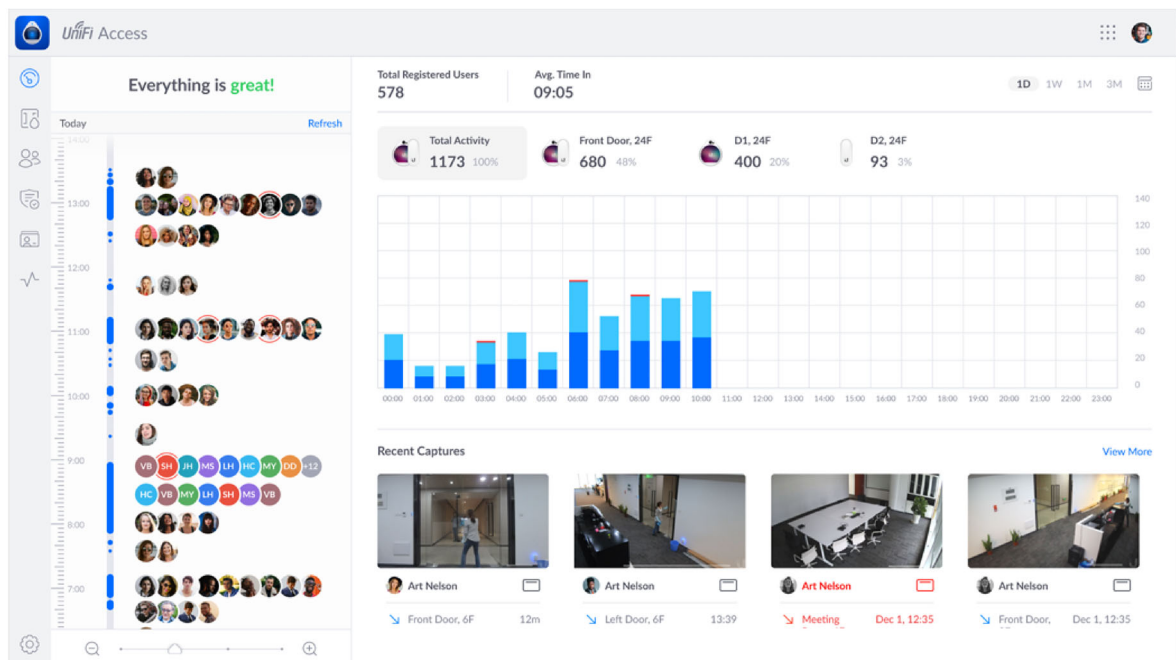 UniFi Access
Everything is great!
Today
Refresh
14:00
13:00
12:00
11:00
10:00
9:00
VB SH JH MS LH HC MY DD +12
HC VB MY LH SH MS VB
8:00
7:00
Total Registered Users
578
Avg. Time In
09:05
1D 1W 1M 3M
Total Activity
1173 100%
Front Door, 24F
680 48%
D1, 24F
400 20%
D2, 24F
93 3%
140
120
100
80
60
40
20
0
00:00 01:00 02:00 03:00 04:00 05:00 06:00 07:00 08:00 09:00 10:00 11:00 12:00 13:00 14:00 15:00 16:00 17:00 18:00 19:00 20:00 21:00 22:00 23:00
Recent Captures
View More
Art Nelson
Front Door, 6F 12m
Art Nelson
Left Door, 6F 13:39
Art Nelson
Meeting Dec 1, 12:35
Art Nelson
Front Door, Dec 1, 12:35